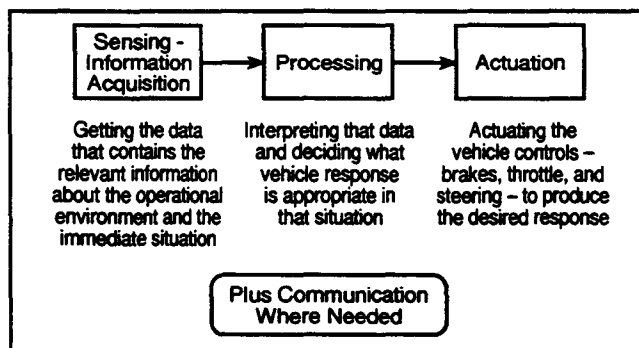 Sensing -
Information
Acquisition
Processing
Actuation
Getting the data
that contains the
relevant information
about the operational
environment and the
immediate situation
Interpreting that data
and deciding what
vehicle response
is appropriate in
that situation
Actuating the
vehicle controls –
brakes, throttle, and
steering – to produce
the desired response
Plus Communication
Where Needed